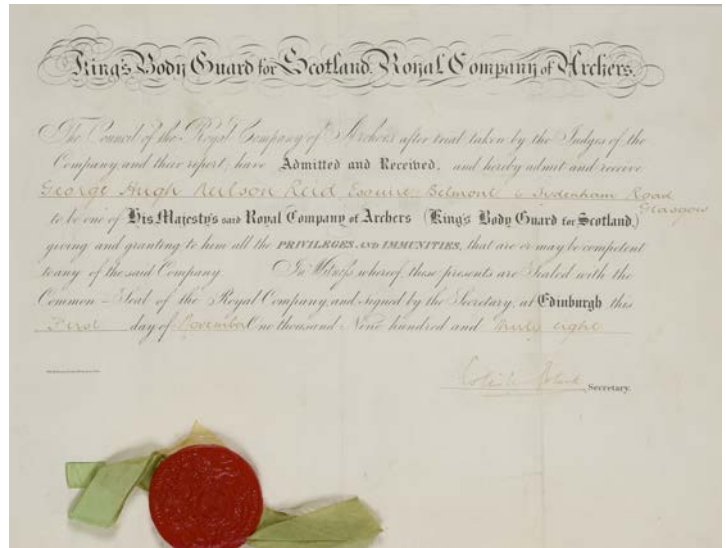 King's Body Guard for Scotland. Royal Company of Archers.
The Council of the Royal Company of Archers after trial taken by the Judges of the
Company, and their report, have Admitted and Received, and hereby admit and receive
George Hugh Neilson Reid Esquire Belmont 6 Sydenham Road
Glasgow
to be one of His Majesty's said Royal Company of Archers (King's Body Guard for Scotland,)
giving and granting to him all the PRIVILEGES AND IMMUNITIES, that are or may be competent
to any of the said Company. In Witness whereof, these presents are Sealed with the
Common-Seal of the Royal Company, and Signed by the Secretary, at Edinburgh this
First day of November One thousand Nine hundred and eight
Secretary.